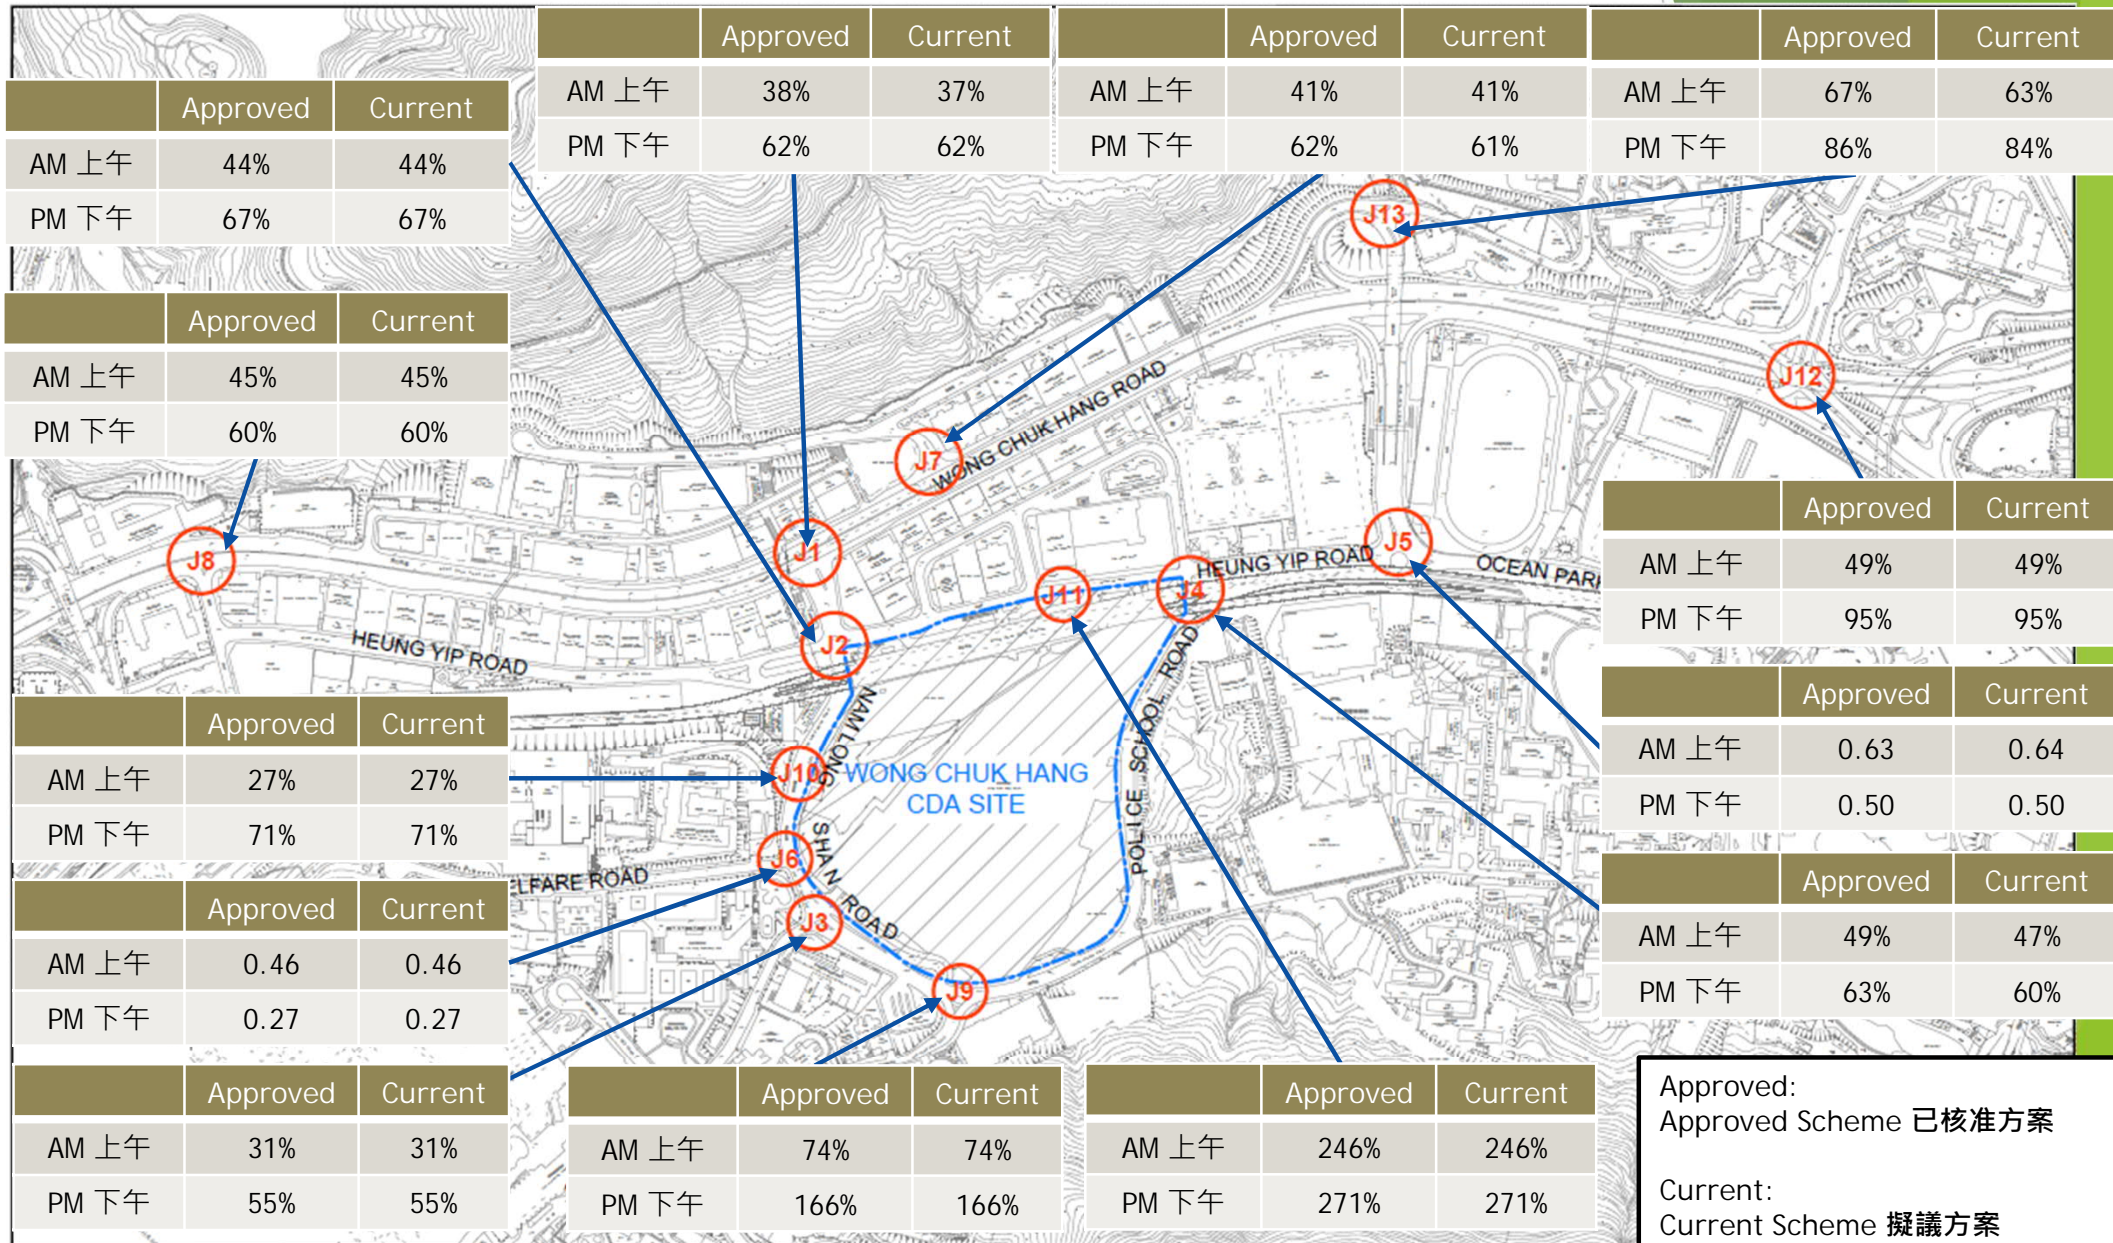 Approved Current
AM 上午 38% 37%
PM 下午 62% 62%
Approved Current
AM 上午 41% 41%
PM 下午 62% 61%
Approved Current
AM 上午 67% 63%
PM 下午 86% 84%
Approved Current
AM 上午 44% 44%
PM 下午 67% 67%
Approved Current
AM 上午 45% 45%
PM 下午 60% 60%
J13
J12
J7
WONG CHUK HANG ROAD
J1
J8
J5
HEUNG YIP ROAD
OCEAN PARK
J11
J4
J2
HEUNG YIP ROAD
Approved Current
AM 上午 49% 49%
PM 下午 95% 95%
Approved Current
AM 上午 0.63 0.64
PM 下午 0.50 0.50
Approved Current
AM 上午 27% 27%
PM 下午 71% 71%
J10
NAM LONG SHAN ROAD
WONG CHUK HANG
CDA SITE
POLICE SCHOOL ROAD
J6
LFARE ROAD
J3
J9
Approved Current
AM 上午 49% 47%
PM 下午 63% 60%
Approved Current
AM 上午 0.46 0.46
PM 下午 0.27 0.27
Approved Current
AM 上午 31% 31%
PM 下午 55% 55%
Approved Current
AM 上午 74% 74%
PM 下午 166% 166%
Approved Current
AM 上午 246% 246%
PM 下午 271% 271%
Approved:
Approved Scheme 已核准方案
Current:
Current Scheme 擬議方案